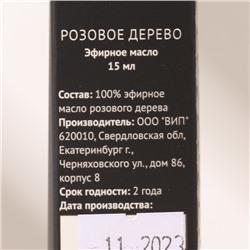 РОЗОВОЕ ДЕРЕВО
Эфирное масло
15 мл
Состав: 100% эфирное
масло розового дерева
Производитель: ООО "ВИП"
620010, Свердловская обл,
Екатеринбург г.,
Черняховского ул., дом 86,
корпус 8
Срок годности: 2 года
Дата производства:
11 2023